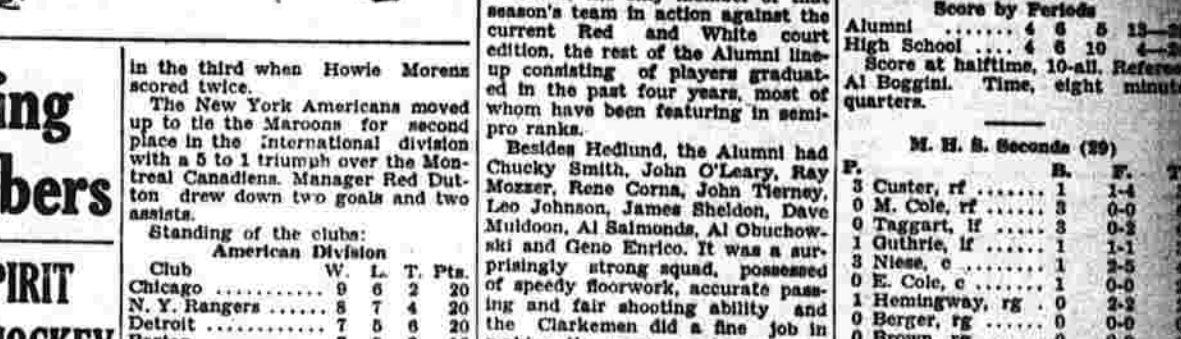 ing
bers
PIRIT
HOCKEY
in the third when Howie Morenz
scored twice.
The New York Americans moved
up to tie the Maroons for second
place in the International division
with a 5 to 1 triumph over the Mon-
treal Canadiens. Manager Red Dut-
ton drew down two goals and two
assists.
Standing of the clubs:
American Division
Club W. L. T. Pts.
Chicago ........... 9 6 2 20
N. Y. Rangers ...... 8 7 4 20
Detroit ............ 7 5 6 20
season's team in action against the
current Red and White court
edition, the rest of the Alumni line-
up consisting of players graduat-
ed in the past four years, most of
whom have been featuring in semi-
pro ranks.
Besides Hedlund, the Alumni had
Chucky Smith, John O'Leary, Ray
Mozzer, Rene Corna, John Tierney,
Leo Johnson, James Sheldon, Dave
Muldoon, Al Salmonds, Al Obuchow-
ski and Geno Enrico. It was a sur-
prisingly strong squad, possessed
of speedy floorwork, accurate pass-
ing and fair shooting ability and
the Clarkemen did a fine job in
Score by Periods
Alumni ....... 4 6 5 13
High School .... 4 6 10 4
Score at halftime, 10-all. Referee
Al Boggini. Time, eight minute
quarters.
M. H. S. Seconds (29)
P. B. F. T
3 Custer, rf ....... 1 1-4
0 M. Cole, rf ...... 3 0-0
0 Taggart, lf ...... 3 0-2
1 Guthrie, lf ...... 1 1-1
3 Niese, c ........ 1 2-5
0 E. Cole, c ....... 1 0-0
1 Hemingway, rg . 0 2-2
0 Berger, rg ...... 0 0-0
0 Brown, rg